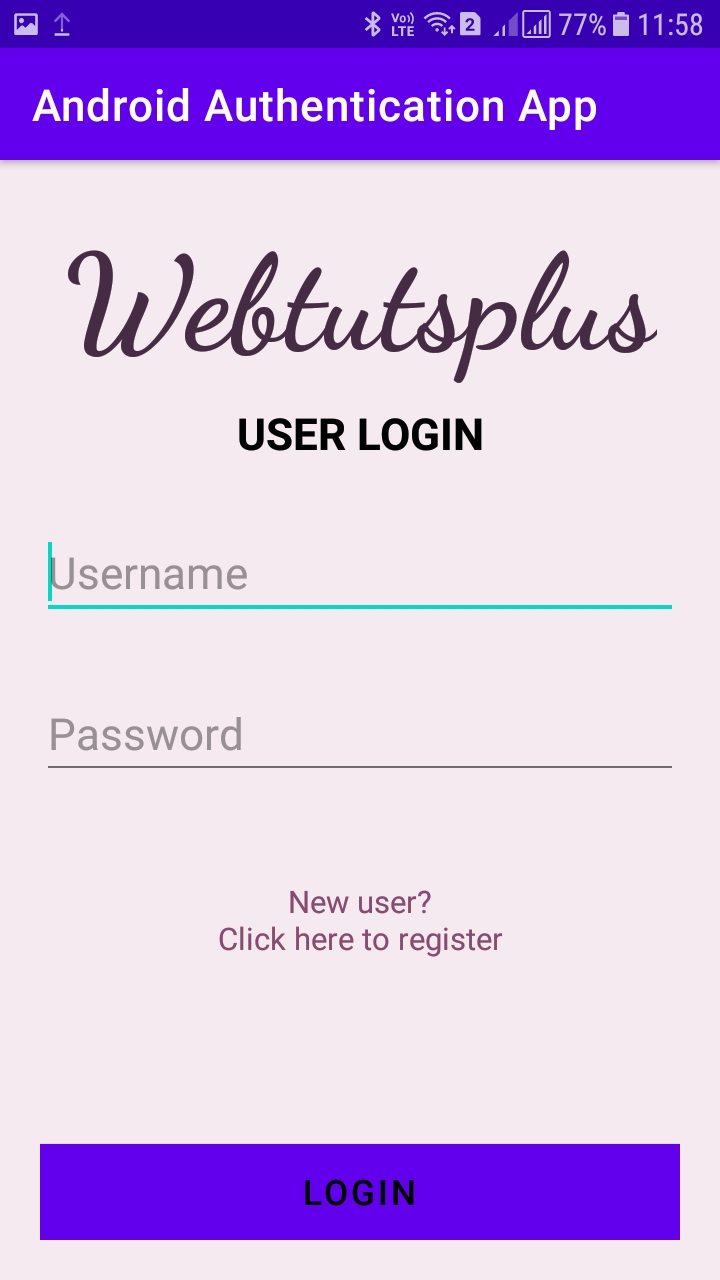 Vo)) LTE 2 77% 11:58
Android Authentication App
Webtutsplus
USER LOGIN
Username
Password
New user?
Click here to register
LOGIN